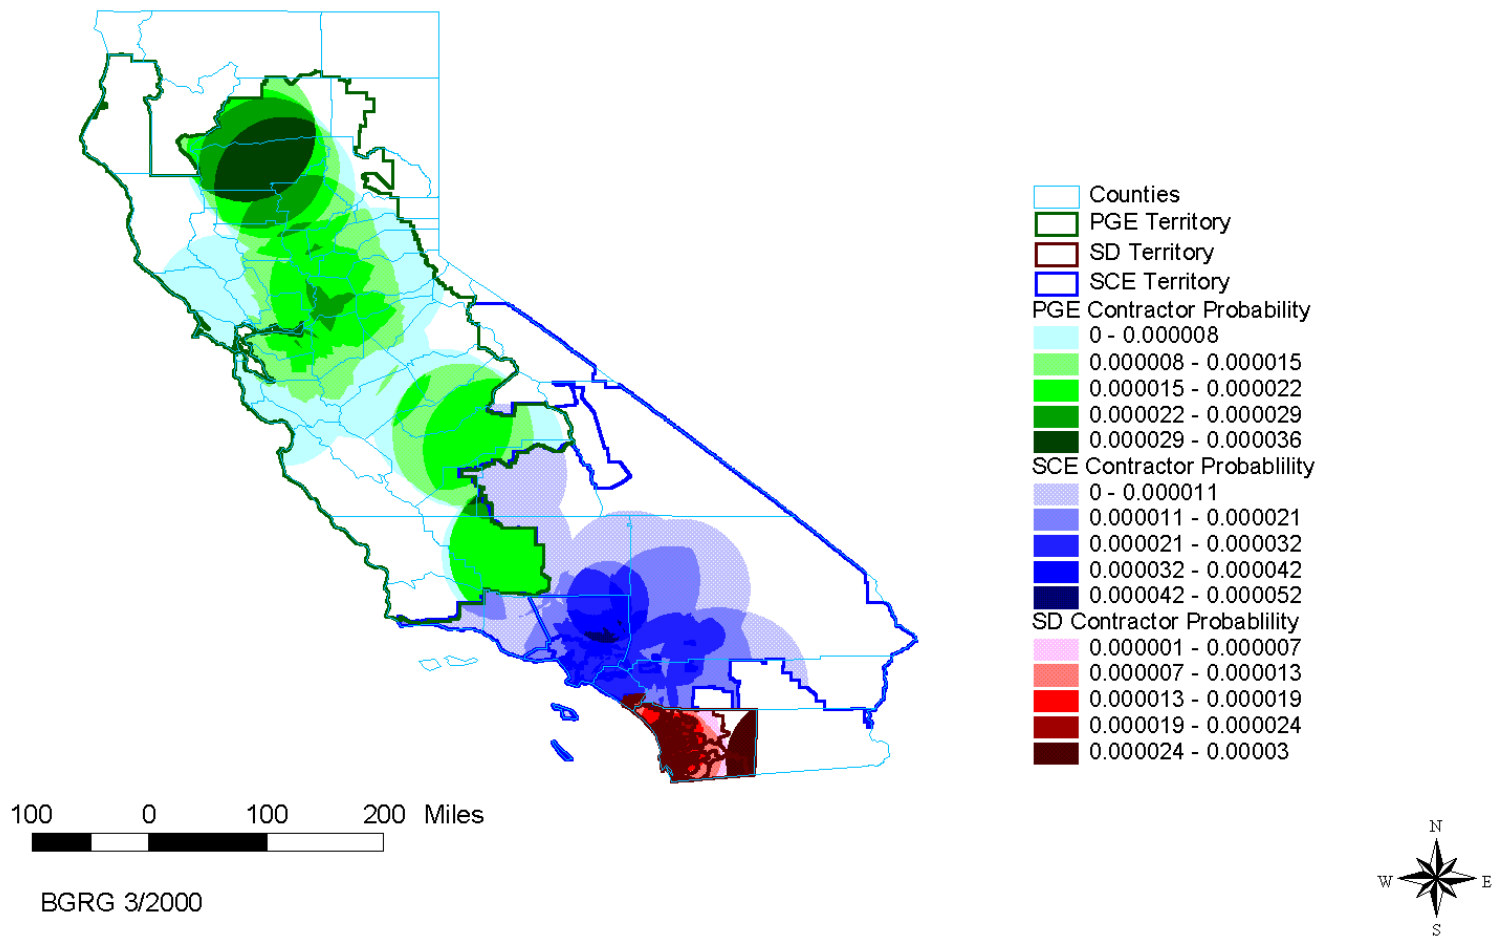 Counties
PGE Territory
SD Territory
SCE Territory
PGE Contractor Probability
0 - 0.000008
0.000008 - 0.000015
0.000015 - 0.000022
0.000022 - 0.000029
0.000029 - 0.000036
SCE Contractor Probablility
0 - 0.000011
0.000011 - 0.000021
0.000021 - 0.000032
0.000032 - 0.000042
0.000042 - 0.000052
SD Contractor Probablility
0.000001 - 0.000007
0.000007 - 0.000013
0.000013 - 0.000019
0.000019 - 0.000024
0.000024 - 0.00003
100 0 100 200 Miles
BGRG 3/2000
N
W E
S